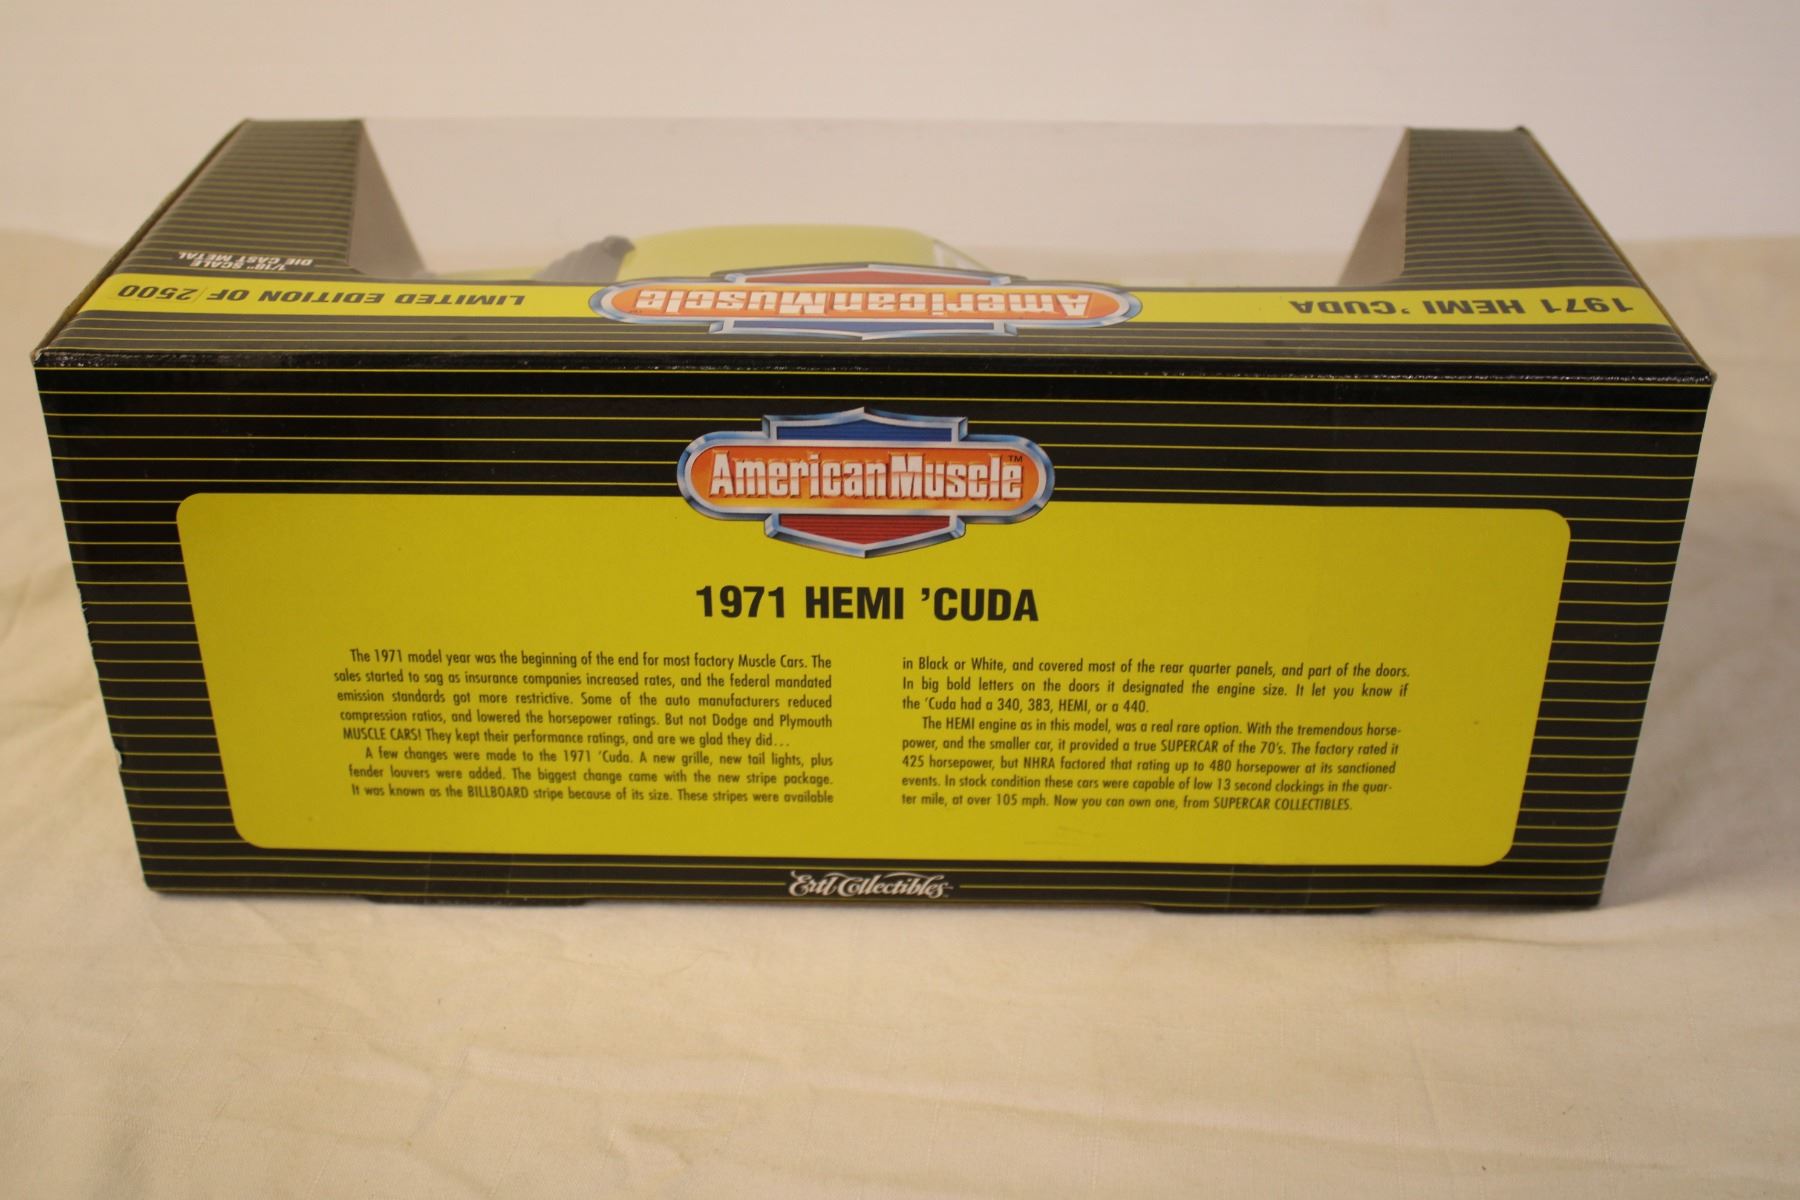 1/18" SCALE
DIE CAST METAL
1971 HEMI 'CUDA
AmericanMuscle™
LIMITED EDITION OF 2500
AmericanMuscle™
1971 HEMI 'CUDA
The 1971 model year was the beginning of the end for most factory Muscle Cars. The
sales started to sag as insurance companies increased rates, and the federal mandated
emission standards got more restrictive. Some of the auto manufacturers reduced
compression ratios, and lowered the horsepower ratings. But not Dodge and Plymouth
MUSCLE CARS! They kept their performance ratings, and are we glad they did...
A few changes were made to the 1971 'Cuda. A new grille, new tail lights, plus
fender louvers were added. The biggest change came with the new stripe package.
It was known as the BILLBOARD stripe because of its size. These stripes were available
in Black or White, and covered most of the rear quarter panels, and part of the doors.
In big bold letters on the doors it designated the engine size. It let you know if
the 'Cuda had a 340, 383, HEMI, or a 440.
The HEMI engine as in this model, was a real rare option. With the tremendous horse-
power, and the smaller car, it provided a true SUPERCAR of the 70's. The factory rated it
425 horsepower, but NHRA factored that rating up to 480 horsepower at its sanctioned
events. In stock condition these cars were capable of low 13 second clockings in the quar-
ter mile, at over 105 mph. Now you can own one, from SUPERCAR COLLECTIBLES.
Ertl Collectibles™